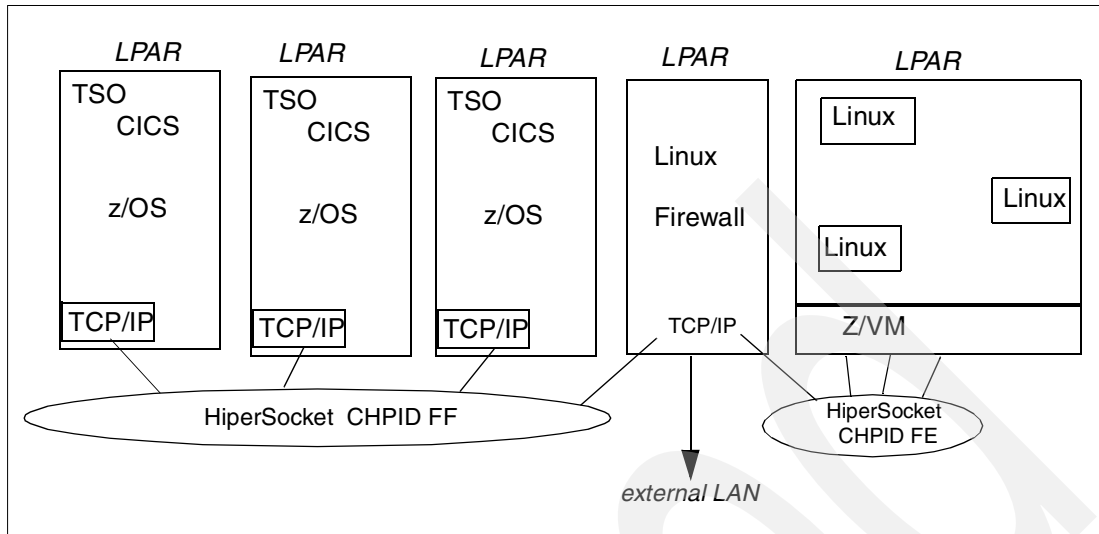 LPAR
TSO
CICS
z/OS
TCP/IP
LPAR
TSO
CICS
z/OS
TCP/IP
LPAR
TSO
CICS
z/OS
TCP/IP
LPAR
Linux
Firewall
TCP/IP
LPAR
Linux
Linux
Linux
Z/VM
HiperSocket CHPID FF
HiperSocket
CHPID FE
external LAN